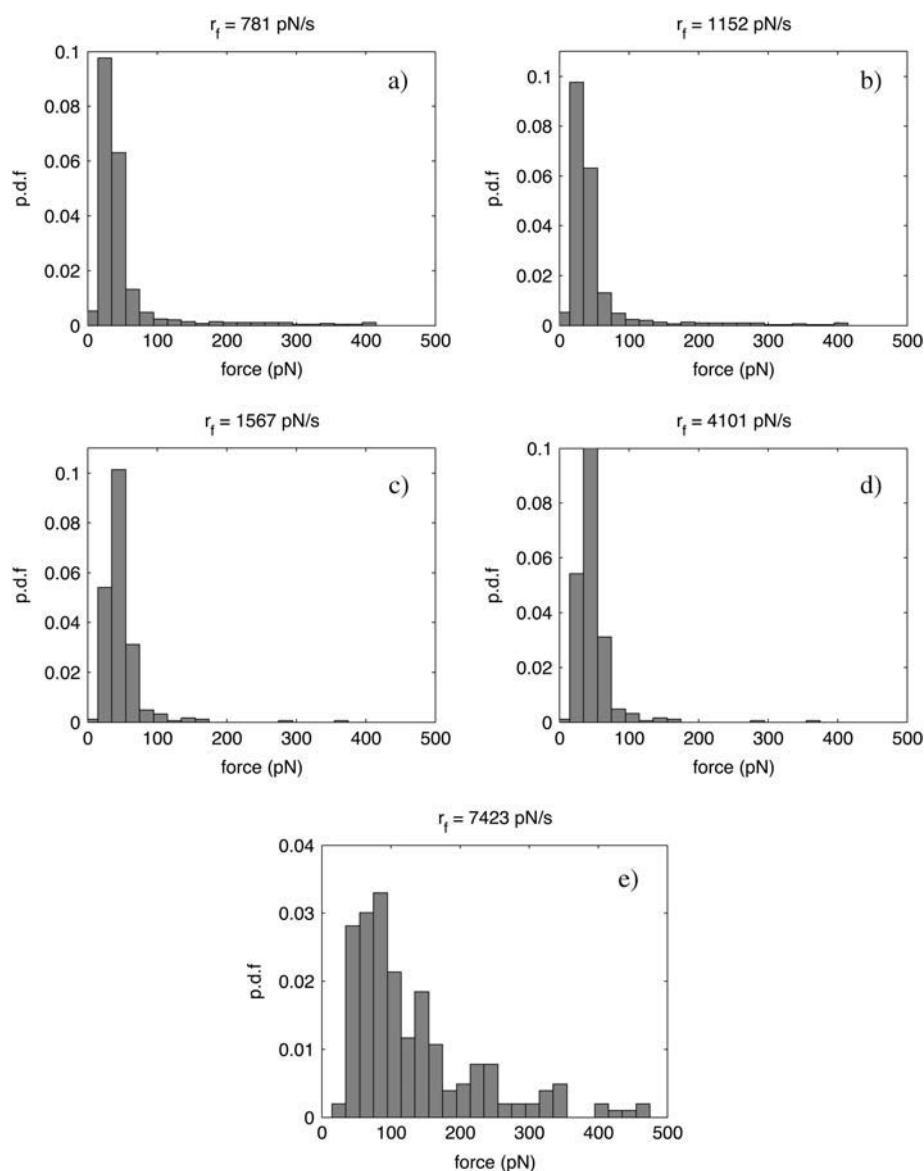 r_f = 781 pN/s
a)
0.1
0.08
0.06
0.04
0.02
0
p.d.f
0 100 200 300 400 500
force (pN)
r_f = 1152 pN/s
b)
0.1
0.08
0.06
0.04
0.02
0
p.d.f
0 100 200 300 400 500
force (pN)
r_f = 1567 pN/s
c)
0.1
0.08
0.06
0.04
0.02
0
p.d.f
0 100 200 300 400 500
force (pN)
r_f = 4101 pN/s
d)
0.1
0.08
0.06
0.04
0.02
0
p.d.f
0 100 200 300 400 500
force (pN)
r_f = 7423 pN/s
e)
0.04
0.03
0.02
0.01
0
p.d.f
0 100 200 300 400 500
force (pN)